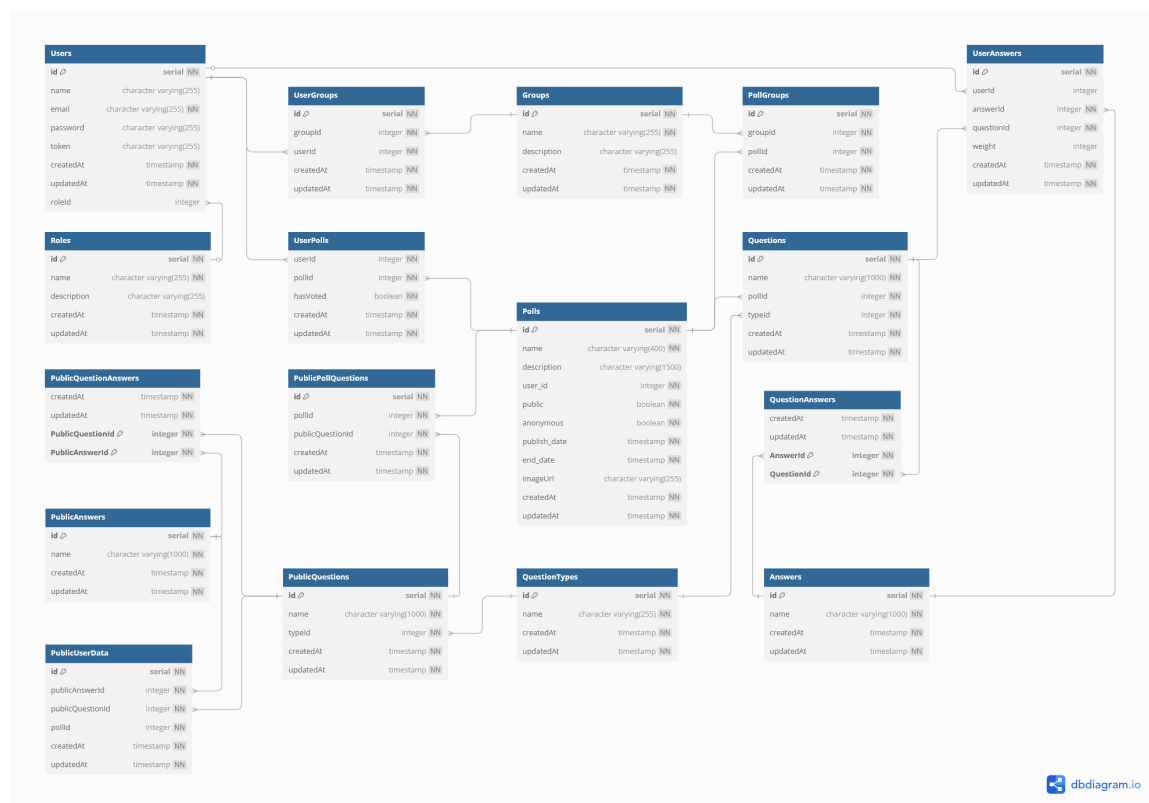 Users
id serial NN
name character varying(255)
email character varying(255) NN
password character varying(255)
token character varying(255)
createdAt timestamp NN
updatedAt timestamp NN
roleId integer
UserGroups
id serial NN
groupId integer NN
userId integer NN
createdAt timestamp NN
updatedAt timestamp NN
Groups
id serial NN
name character varying(255) NN
description character varying(255)
createdAt timestamp NN
updatedAt timestamp NN
PollGroups
id serial NN
groupId integer NN
pollId integer NN
createdAt timestamp NN
updatedAt timestamp NN
UserAnswers
id serial NN
userId integer
answerId integer NN
questionId integer NN
weight integer
createdAt timestamp NN
updatedAt timestamp NN
Roles
id serial NN
name character varying(255) NN
description character varying(255)
createdAt timestamp NN
updatedAt timestamp NN
UserPolls
userId integer NN
pollId integer NN
hasVoted boolean NN
createdAt timestamp NN
updatedAt timestamp NN
Polls
id serial NN
name character varying(400) NN
description character varying(1500)
user_id integer NN
public boolean NN
anonymous boolean NN
publish_date timestamp NN
end_date timestamp NN
imageUrl character varying(255)
createdAt timestamp NN
updatedAt timestamp NN
Questions
id serial NN
name character varying(1000) NN
pollId integer NN
typeId integer NN
createdAt timestamp NN
updatedAt timestamp NN
PublicQuestionAnswers
createdAt timestamp NN
updatedAt timestamp NN
PublicQuestionId integer NN
PublicAnswerId integer NN
PublicPollQuestions
id serial NN
pollId integer NN
publicQuestionId integer NN
createdAt timestamp NN
updatedAt timestamp NN
QuestionAnswers
createdAt timestamp NN
updatedAt timestamp NN
AnswerId integer NN
QuestionId integer NN
PublicAnswers
id serial NN
name character varying(1000) NN
createdAt timestamp NN
updatedAt timestamp NN
PublicQuestions
id serial NN
name character varying(1000) NN
typeId integer NN
createdAt timestamp NN
updatedAt timestamp NN
QuestionTypes
id serial NN
name character varying(255) NN
createdAt timestamp NN
updatedAt timestamp NN
Answers
id serial NN
name character varying(1000) NN
createdAt timestamp NN
updatedAt timestamp NN
PublicUserData
id serial NN
publicAnswerId integer NN
publicQuestionId integer NN
pollId integer NN
createdAt timestamp NN
updatedAt timestamp NN
dbdiagram.io